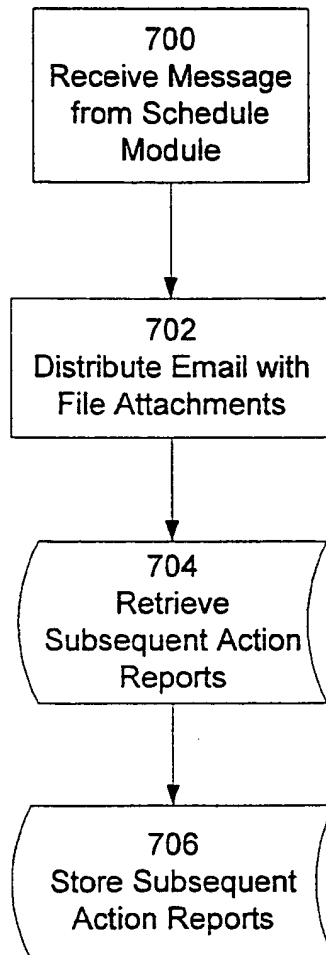 700
Receive Message
from Schedule
Module
702
Distribute Email with
File Attachments
704
Retrieve
Subsequent Action
Reports
706
Store Subsequent
Action Reports